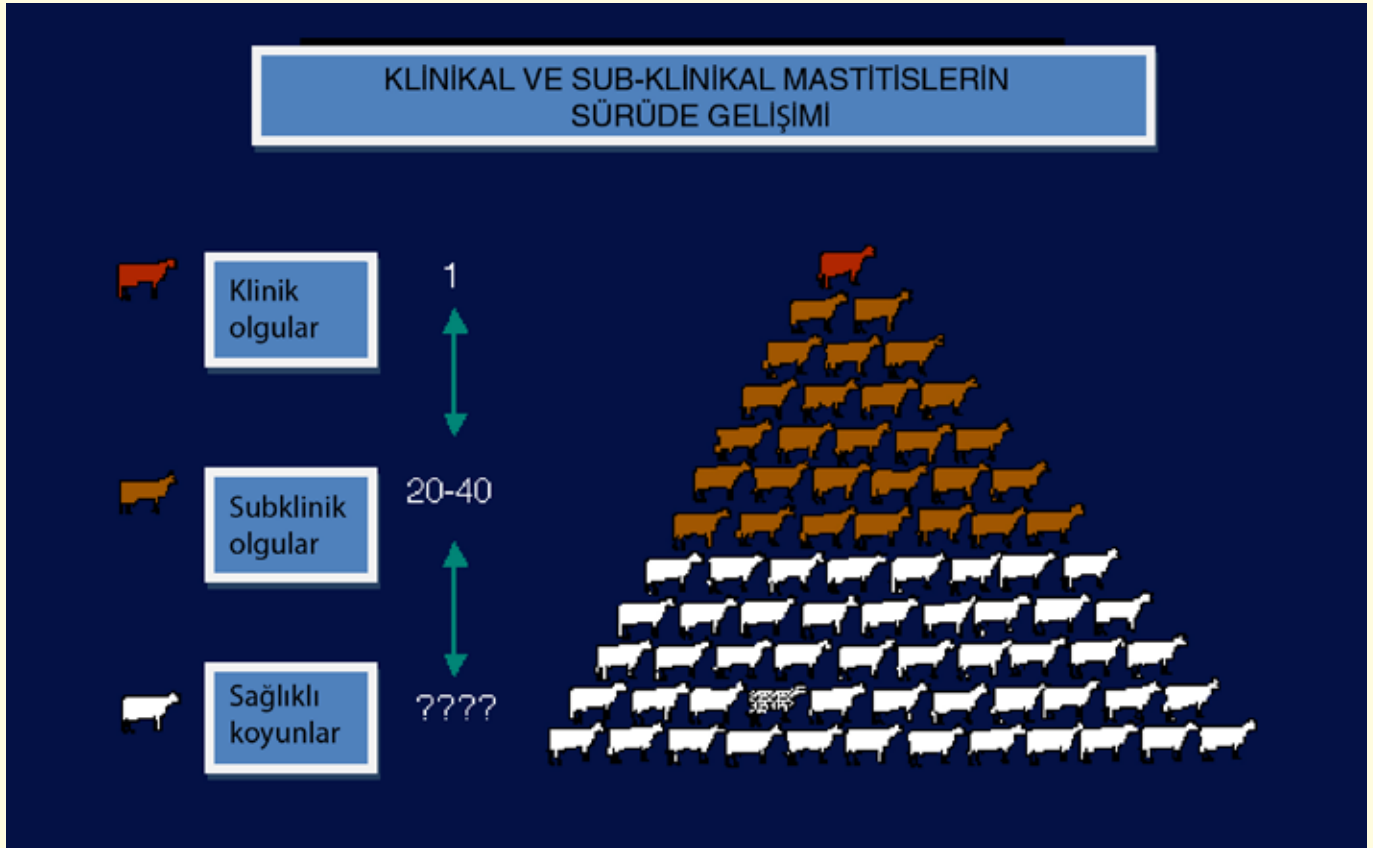 KLİNİKAL VE SUB-KLİNİKAL MASTİTİSLERİN
SÜRÜDE GELİŞİMİ
Klinik
olgular
1
Subklinik
olgular
20-40
Sağlıklı
koyunlar
????